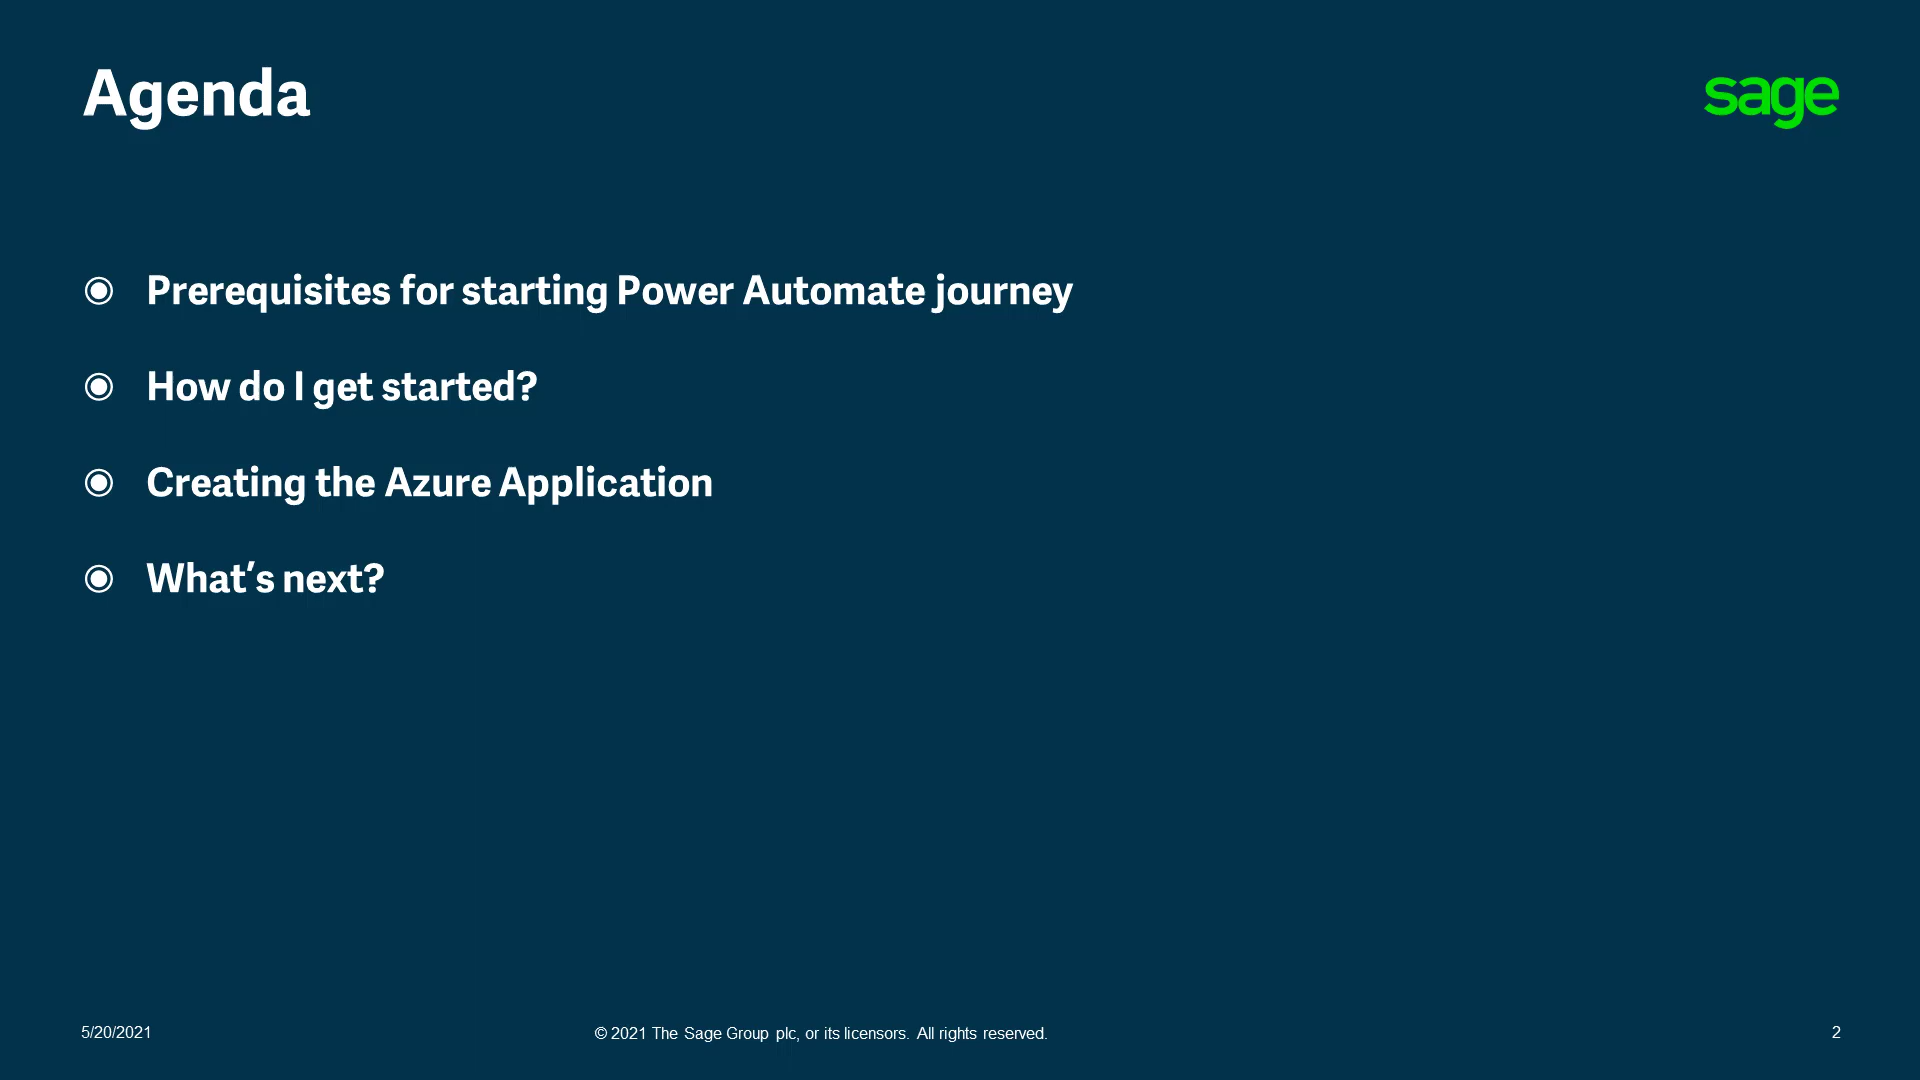 Agenda
sage
Prerequisites for starting Power Automate journey
How do I get started?
Creating the Azure Application
What’s next?
5/20/2021
© 2021 The Sage Group plc, or its licensors. All rights reserved.
2